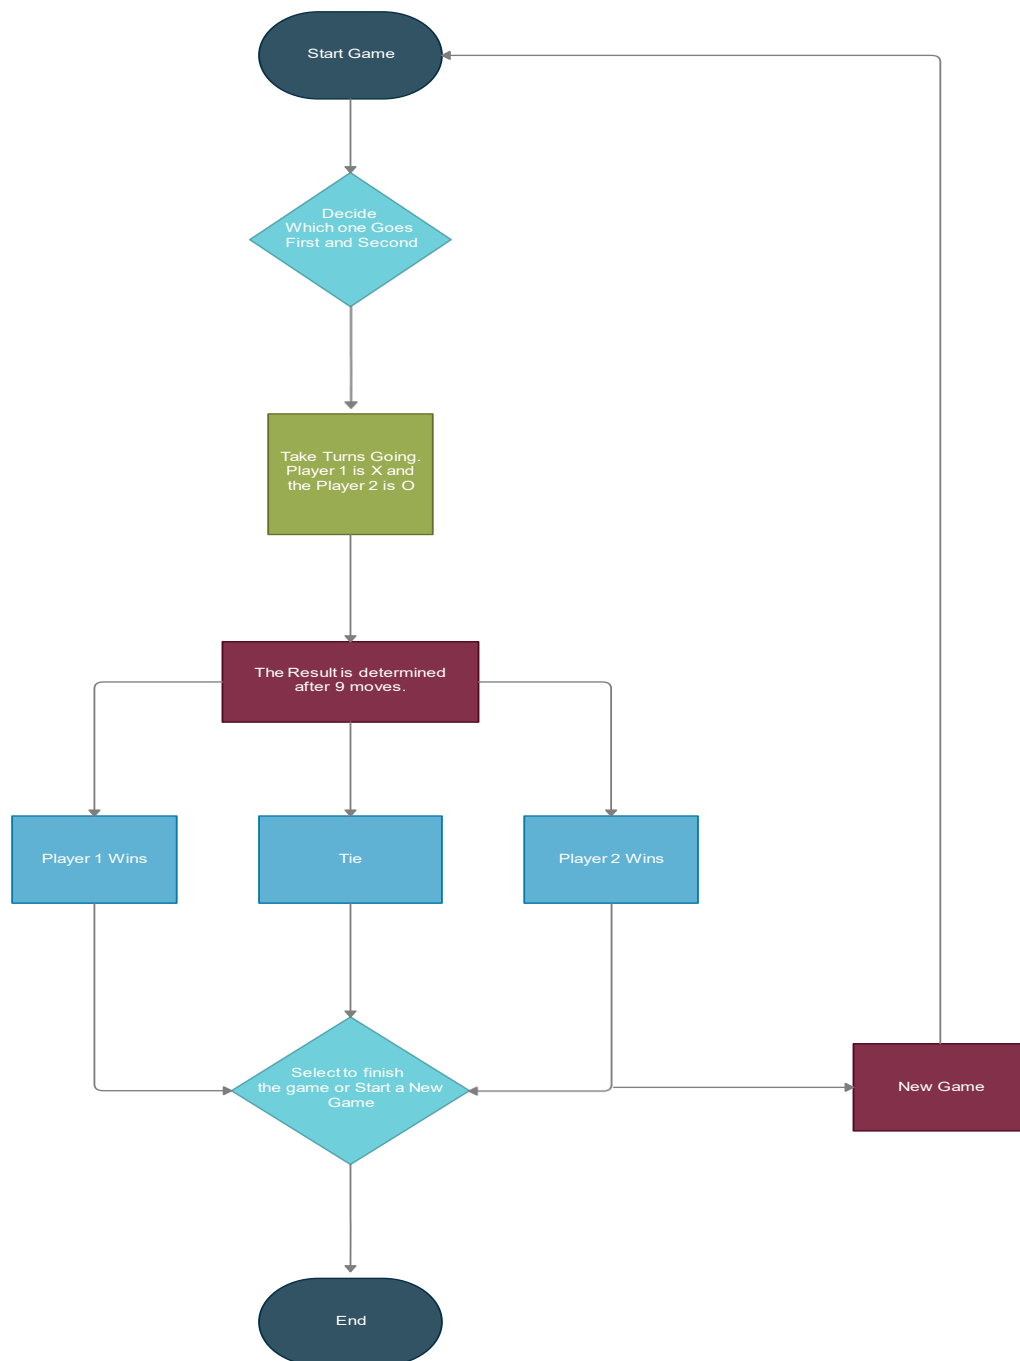 Start Game
Decide
Which one Goes
First and Second
Take Turns Going.
Player 1 is X and
the Player 2 is O
The Result is determined
after 9 moves.
Player 1 Wins
Tie
Player 2 Wins
Select to finish
the game or Start a New
Game
New Game
End